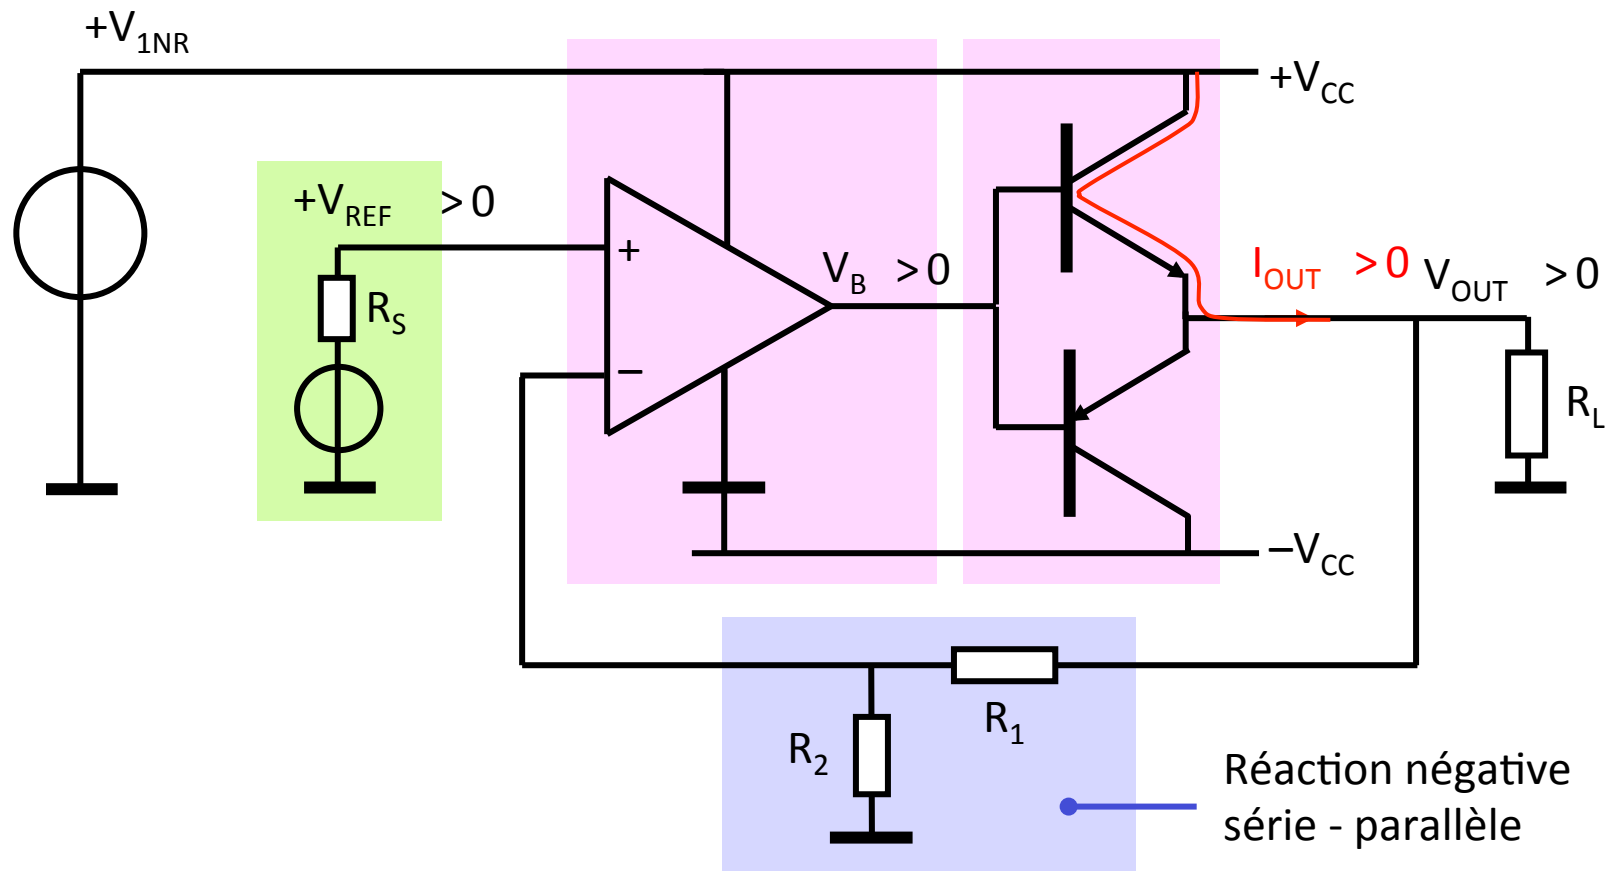 +V1NR
+VCC
+VREF >0
RS
+
−
VB >0
IOUT >0
VOUT >0
RL
−VCC
R1
R2
Réaction négative
série - parallèle